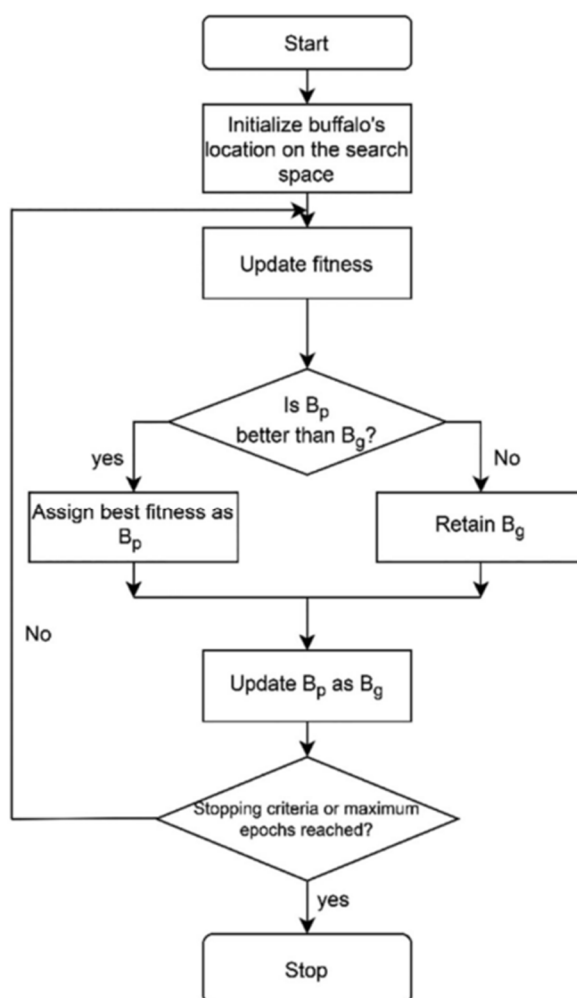 Start
Initialize buffalo's
location on the search
space
Update fitness
Is Bp
better than Bg?
yes
No
Assign best fitness as
Bp
Retain Bg
No
Update Bp as Bg
Stopping criteria or maximum
epochs reached?
yes
Stop